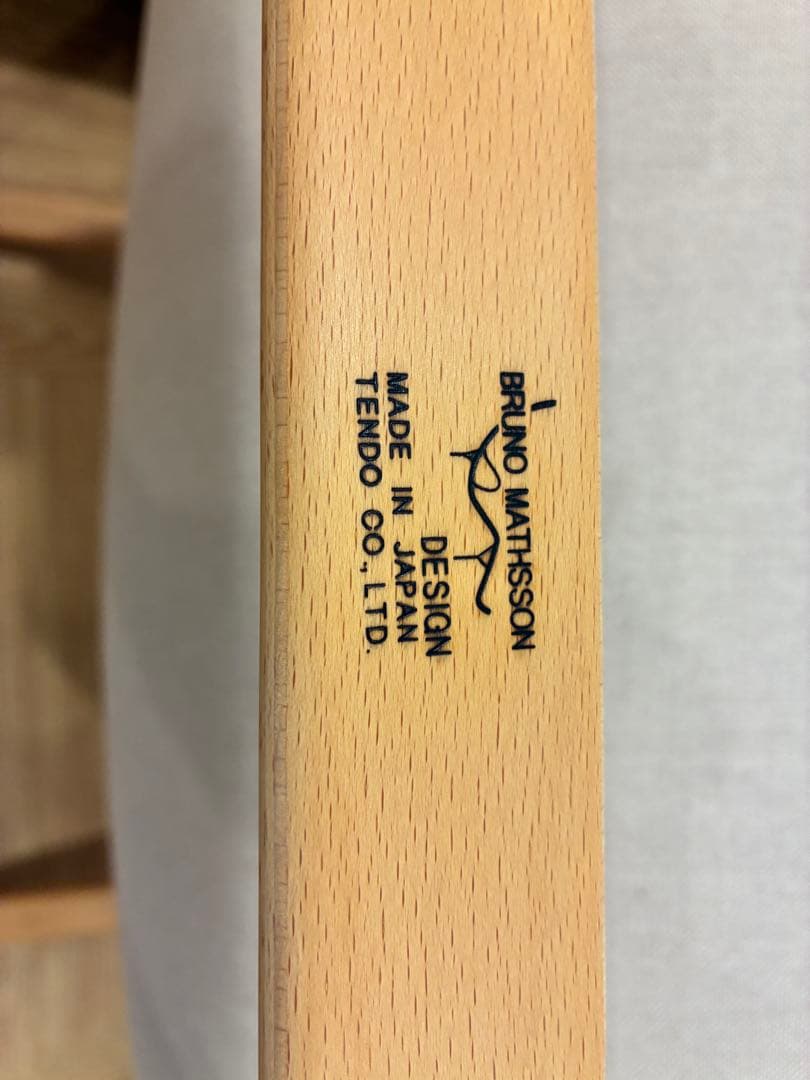 BRUNO MATHSSON
DESIGN
MADE IN JAPAN
TENDO CO., LTD.